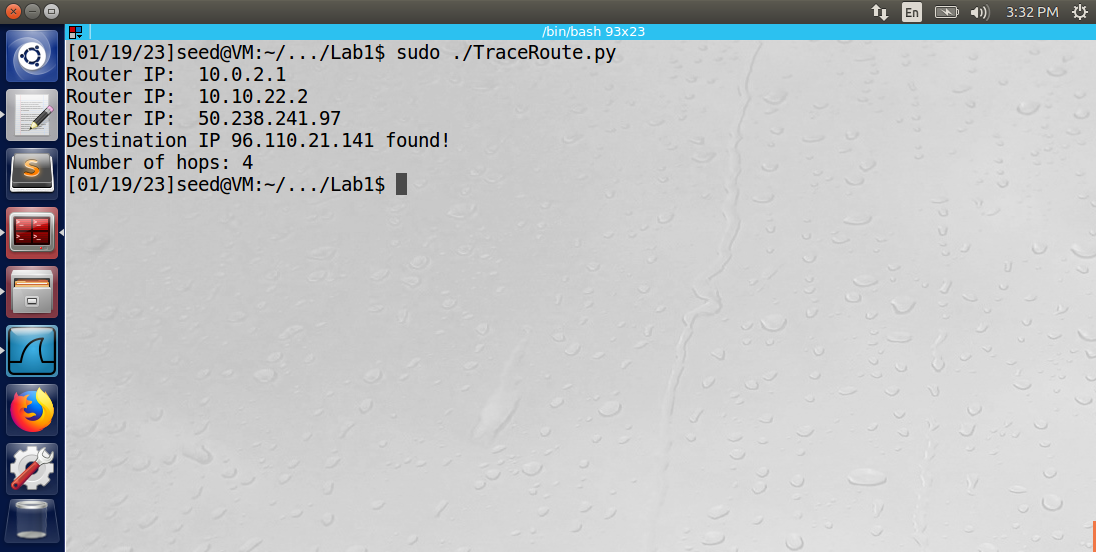 En
3:32 PM
/bin/bash 93x23
[01/19/23]seed@VM:~/.../Lab1$ sudo ./TraceRoute.py
Router IP:  10.0.2.1
Router IP:  10.10.22.2
Router IP:  50.238.241.97
Destination IP 96.110.21.141 found!
Number of hops: 4
[01/19/23]seed@VM:~/.../Lab1$